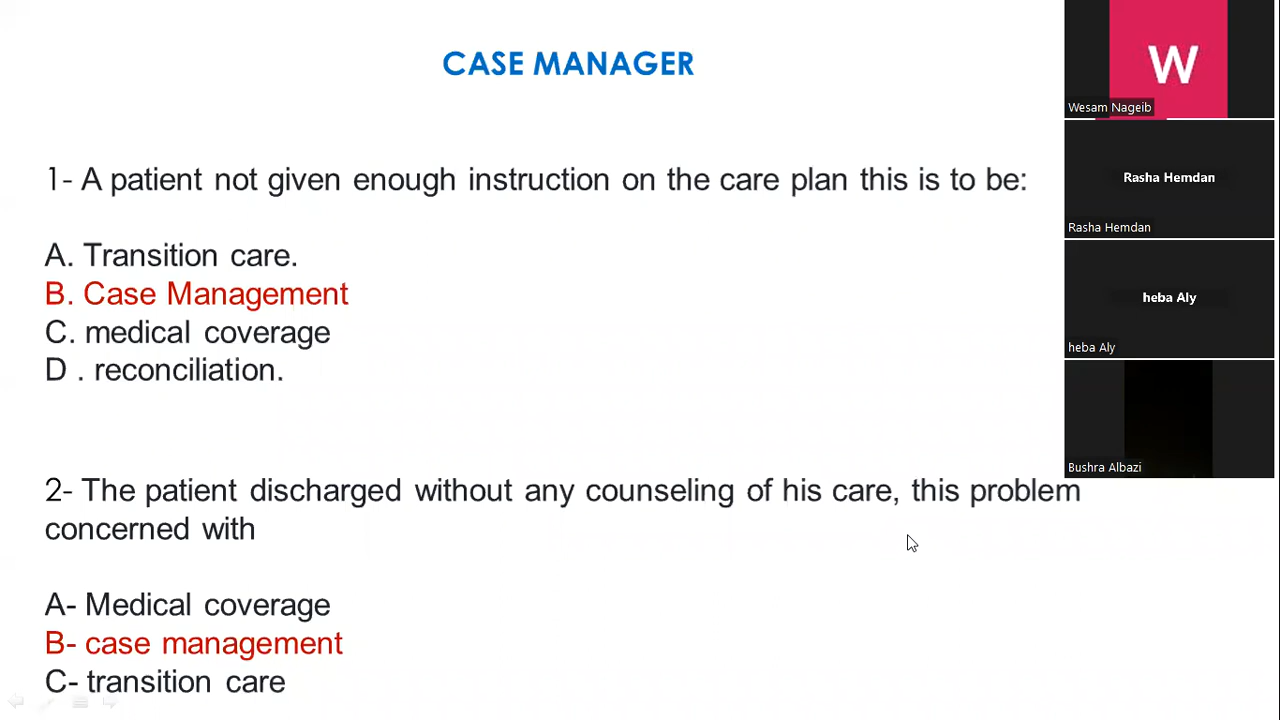 CASE MANAGER
1- A patient not given enough instruction on the care plan this is to be:
A. Transition care.
B. Case Management
C. medical coverage
D . reconciliation.
2- The patient discharged without any counseling of his care, this problem
concerned with
A- Medical coverage
B- case management
C- transition care
W
Wesam Nageib
Rasha Hemdan
Rasha Hemdan
heba Aly
heba Aly
Bushra Albazi